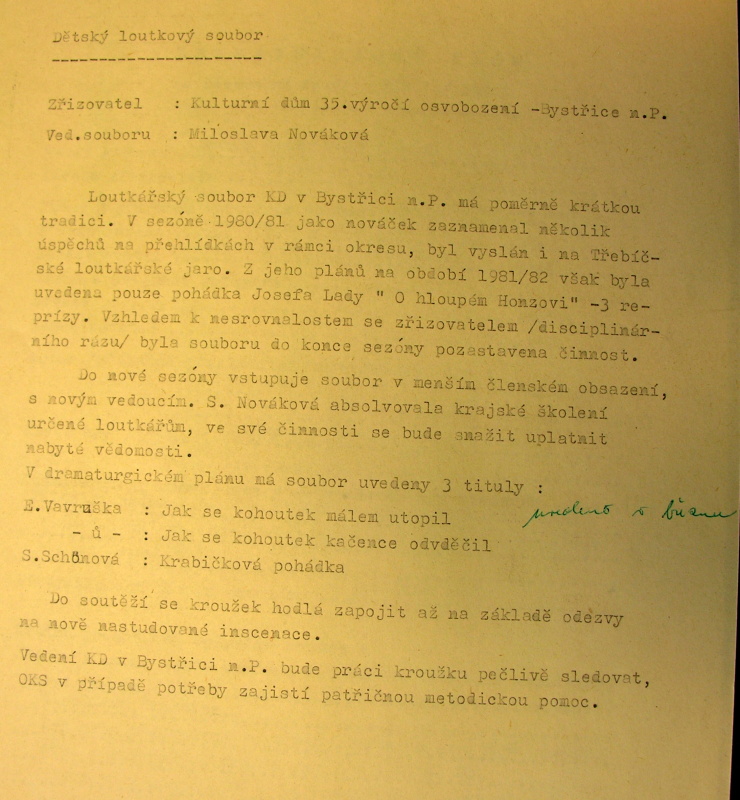 Dětský loutkový soubor
----------------------
Zřizovatel : Kulturní dům 35.výročí osvobození -Bystřice n.P.
Ved.souboru : Miloslava Nováková
Loutkářský soubor KD v Bystřici n.P. má poměrně krátkou
tradici. V sezóně 1980/81 jako nováček zaznamenal několik
úspěchů na přehlídkách v rámci okresu, byl vyslán i na Třebíč-
ské loutkářské jaro. Z jeho plánů na období 1981/82 však byla
uvedena pouze pohádka Josefa Lady " O hloupém Honzovi" -3 re-
prízy. Vzhledem k nesrovnalostem se zřizovatelem /disciplinár-
ního rázu/ byla souboru do konce sezóny pozastavena činnost.
Do nové sezóny vstupuje soubor v menším členském obsazení,
s novým vedoucím. S. Nováková absolvovala krajské školení
určené loutkářům, ve své činnosti se bude snažit uplatnit
nabyté vědomosti.
V dramaturgickém plánu má soubor uvedeny 3 tituly :
E.Vavruška : Jak se kohoutek málem utopil uvedeno v březnu
- ů - : Jak se kohoutek kačence odvděčil
S.Schönová : Krabičková pohádka
Do soutěží se kroužek hodlá zapojit až na základě odezvy
na nově nastudované inscenace.
Vedení KD v Bystřici n.P. bude práci kroužku pečlivě sledovat,
OKS v případě potřeby zajistí patřičnou metodickou pomoc.